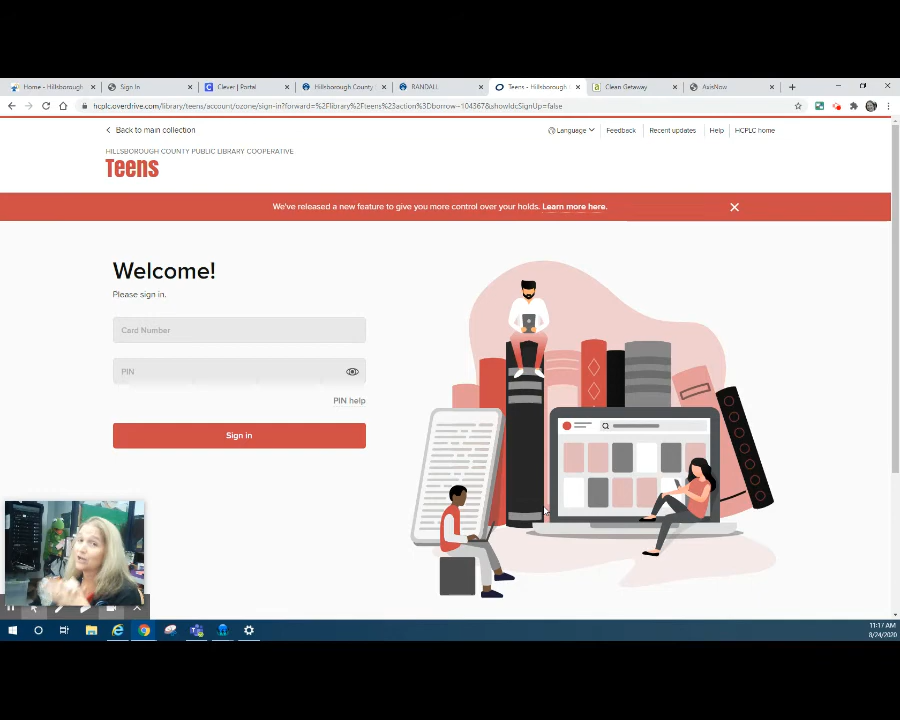 Home - Hillsborough
Sign In
Clever | Portal
Hillsborough County
RANDALL
Teens - Hillsborough
Clean Getaway
AxisNow
hcplc.overdrive.com/library/teens/account/ozone/sign-in?forward=%2Flibrary%2Fteens%23action%3Dborrow~104367&showIdcSignUp=false
Back to main collection
Language
Feedback
Recent updates
Help
HCPLC home
HILLSBOROUGH COUNTY PUBLIC LIBRARY COOPERATIVE
Teens
We've released a new feature to give you more control over your holds. Learn more here.
Welcome!
Please sign in.
Card Number
PIN
PIN help
Sign in
11:17 AM
8/24/2020